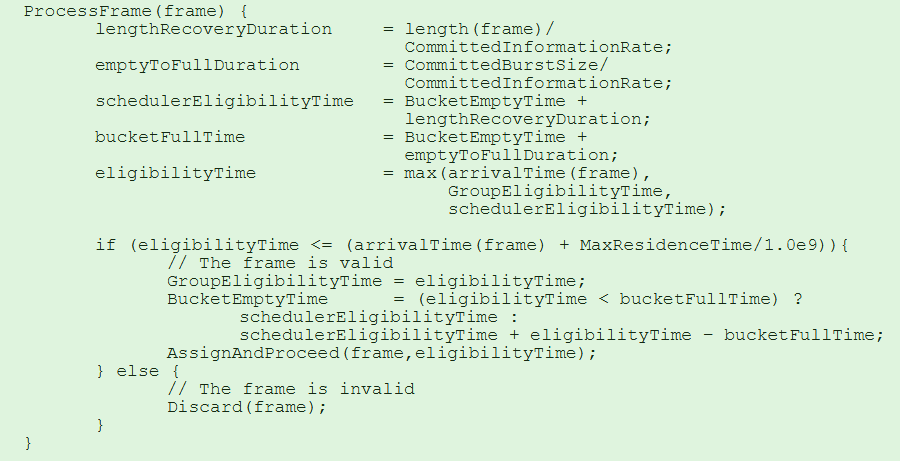 ProcessFrame(frame) {
lengthRecoveryDuration = length(frame)/
CommittedInformationRate;
emptyToFullDuration = CommittedBurstSize/
CommittedInformationRate;
schedulerEligibilityTime = BucketEmptyTime +
lengthRecoveryDuration;
bucketFullTime = BucketEmptyTime +
emptyToFullDuration;
eligibilityTime = max(arrivalTime(frame),
GroupEligibilityTime,
schedulerEligibilityTime);
if (eligibilityTime <= (arrivalTime(frame) + MaxResidenceTime/1.0e9)){
// The frame is valid
GroupEligibilityTime = eligibilityTime;
BucketEmptyTime = (eligibilityTime < bucketFullTime) ?
schedulerEligibilityTime :
schedulerEligibilityTime + eligibilityTime - bucketFullTime;
AssignAndProceed(frame,eligibilityTime);
} else {
// The frame is invalid
Discard(frame);
}
}